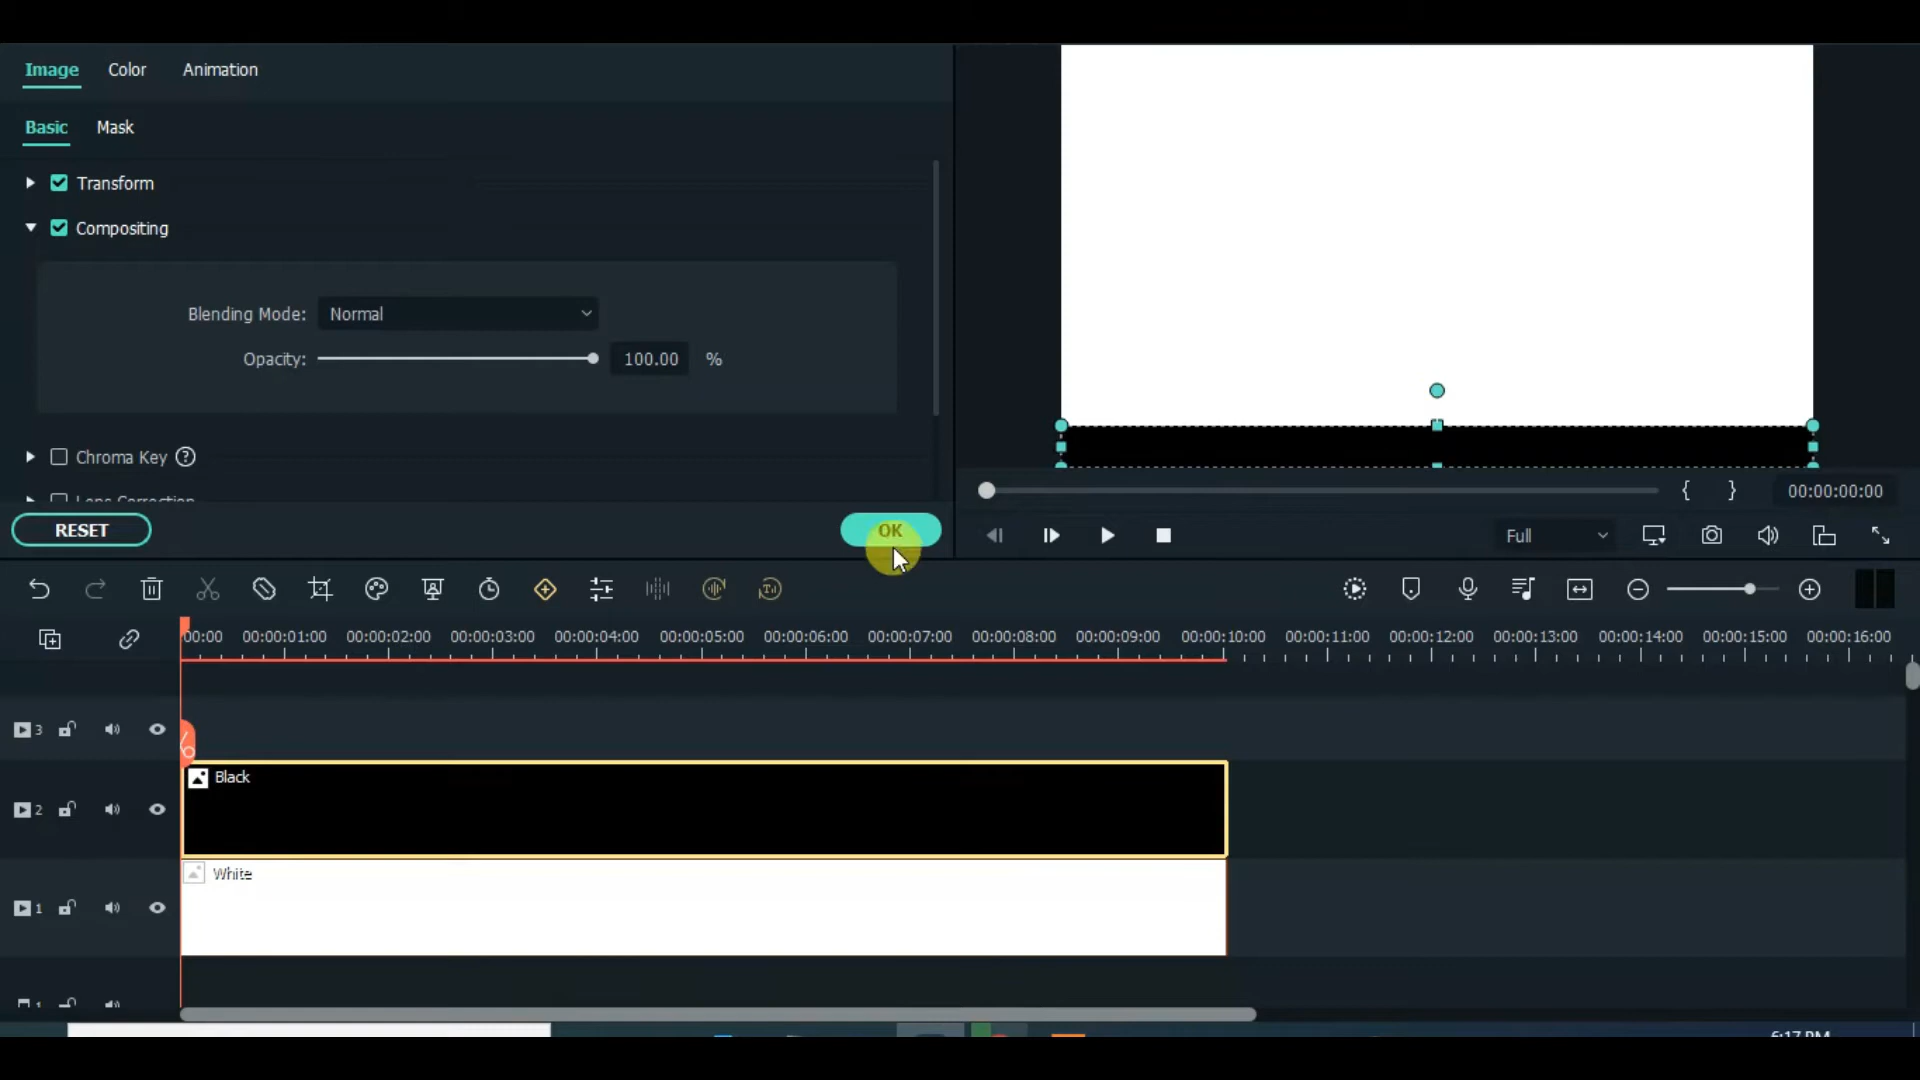 Image Color Animation
Basic Mask
Transform
Compositing
Blending Mode: Normal
Opacity: 100.00 %
Chroma Key ?
Lens Correction
RESET OK
{ } 00:00:00:00
Full
00:00 00:00:01:00 00:00:02:00 00:00:03:00 00:00:04:00 00:00:05:00 00:00:06:00 00:00:07:00 00:00:08:00 00:00:09:00 00:00:10:00 00:00:11:00 00:00:12:00 00:00:13:00 00:00:14:00 00:00:15:00 00:00:16:00
3
Black
2
White
1
1
6:17 PM